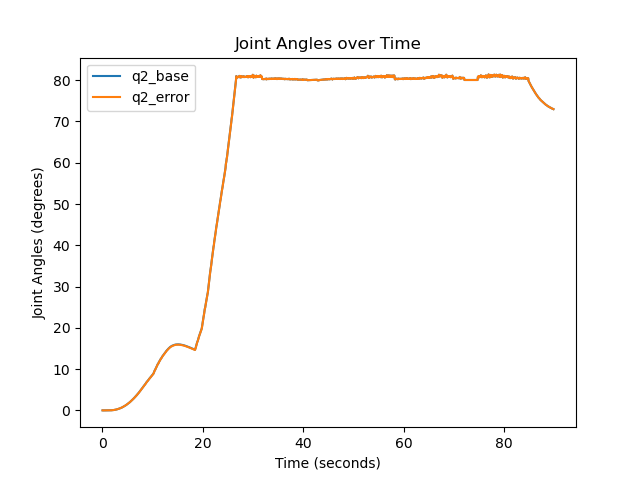 Joint Angles over Time
q2_base
q2_error
Joint Angles (degrees)
80
70
60
50
40
30
20
10
0
0 20 40 60 80
Time (seconds)